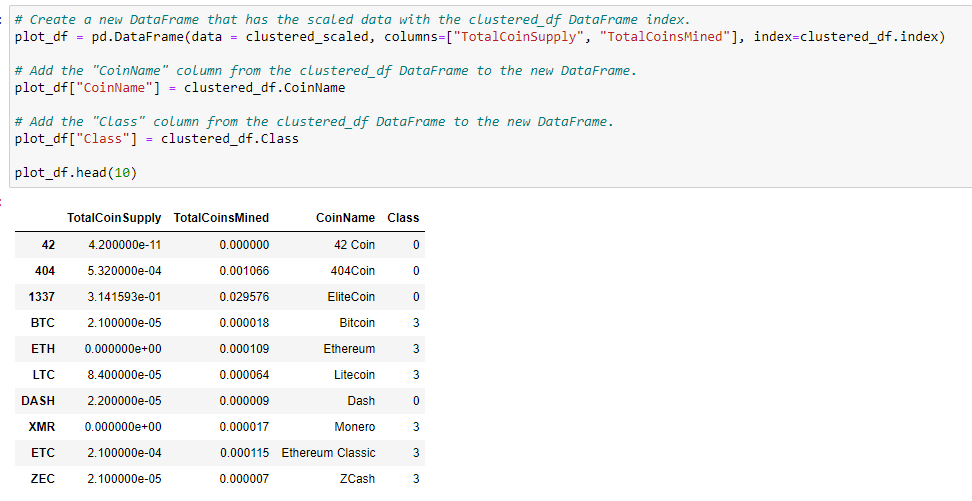 # Create a new DataFrame that has the scaled data with the clustered_df DataFrame index.
plot_df = pd.DataFrame(data = clustered_scaled, columns=["TotalCoinSupply", "TotalCoinsMined"], index=clustered_df.index)
# Add the "CoinName" column from the clustered_df DataFrame to the new DataFrame.
plot_df["CoinName"] = clustered_df.CoinName
# Add the "Class" column from the clustered_df DataFrame to the new DataFrame.
plot_df["Class"] = clustered_df.Class
plot_df.head(10)
TotalCoinSupply TotalCoinsMined CoinName Class
42 4.200000e-11 0.000000 42 Coin 0
404 5.320000e-04 0.001066 404Coin 0
1337 3.141593e-01 0.029576 EliteCoin 0
BTC 2.100000e-05 0.000018 Bitcoin 3
ETH 0.000000e+00 0.000109 Ethereum 3
LTC 8.400000e-05 0.000064 Litecoin 3
DASH 2.200000e-05 0.000009 Dash 0
XMR 0.000000e+00 0.000017 Monero 3
ETC 2.100000e-04 0.000115 Ethereum Classic 3
ZEC 2.100000e-05 0.000007 ZCash 3